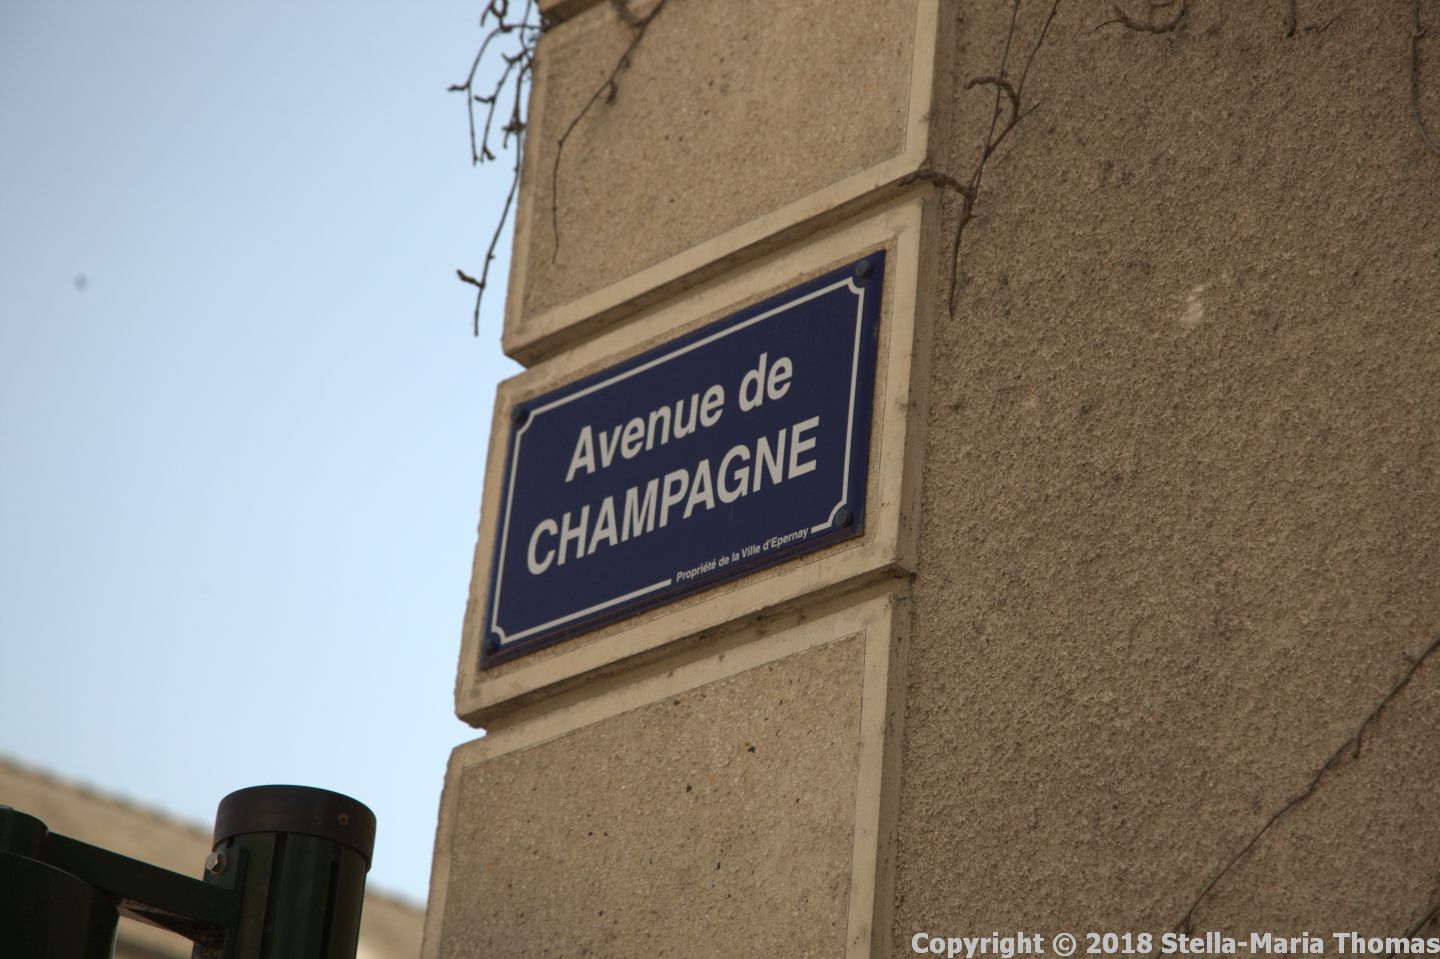 Avenue de
CHAMPAGNE
Propriété de la Ville d'Epernay
Copyright © 2018 Stella-Maria Thomas